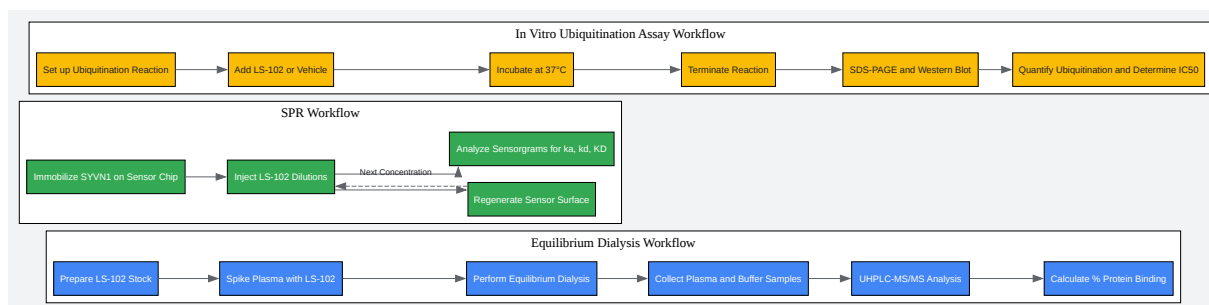 In Vitro Ubiquitination Assay Workflow
Set up Ubiquitination Reaction
Add LS-102 or Vehicle
Incubate at 37°C
Terminate Reaction
SDS-PAGE and Western Blot
Quantify Ubiquitination and Determine IC50
SPR Workflow
Immobilize SYVN1 on Sensor Chip
Inject LS-102 Dilutions
Next Concentration
Analyze Sensorgrams for ka, kd, KD
Regenerate Sensor Surface
Equilibrium Dialysis Workflow
Prepare LS-102 Stock
Spike Plasma with LS-102
Perform Equilibrium Dialysis
Collect Plasma and Buffer Samples
UHPLC-MS/MS Analysis
Calculate % Protein Binding